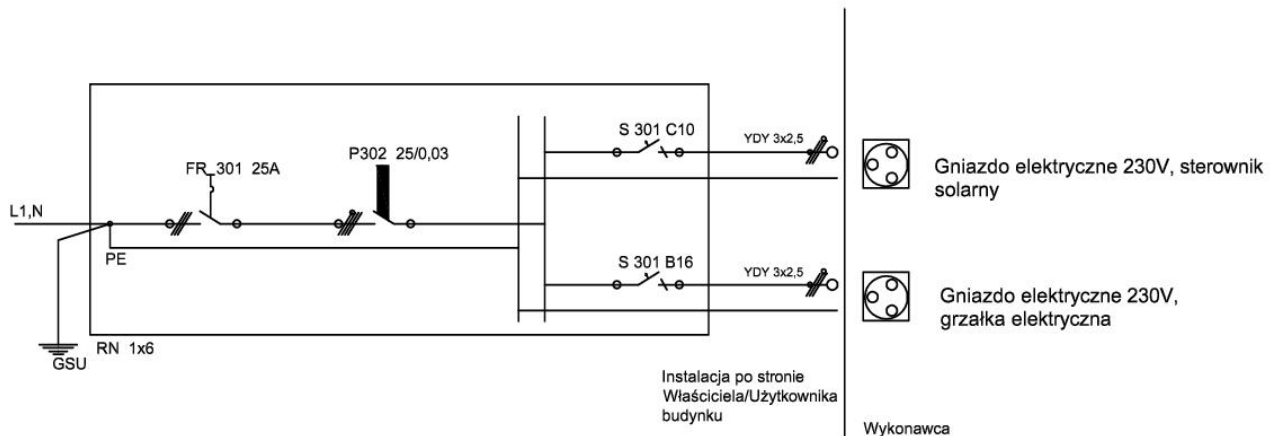 S 301 C10
YDY 3x2,5
P302 25/0,03
FR 301 25A
Gniazdo elektryczne 230V, sterownik
solarny
L1,N
PE
S 301 B16
YDY 3x2,5
Gniazdo elektryczne 230V,
grzałka elektryczna
RN 1x6
GSU
Instalacja po stronie
Właściciela/Użytkownika
budynku
Wykonawca